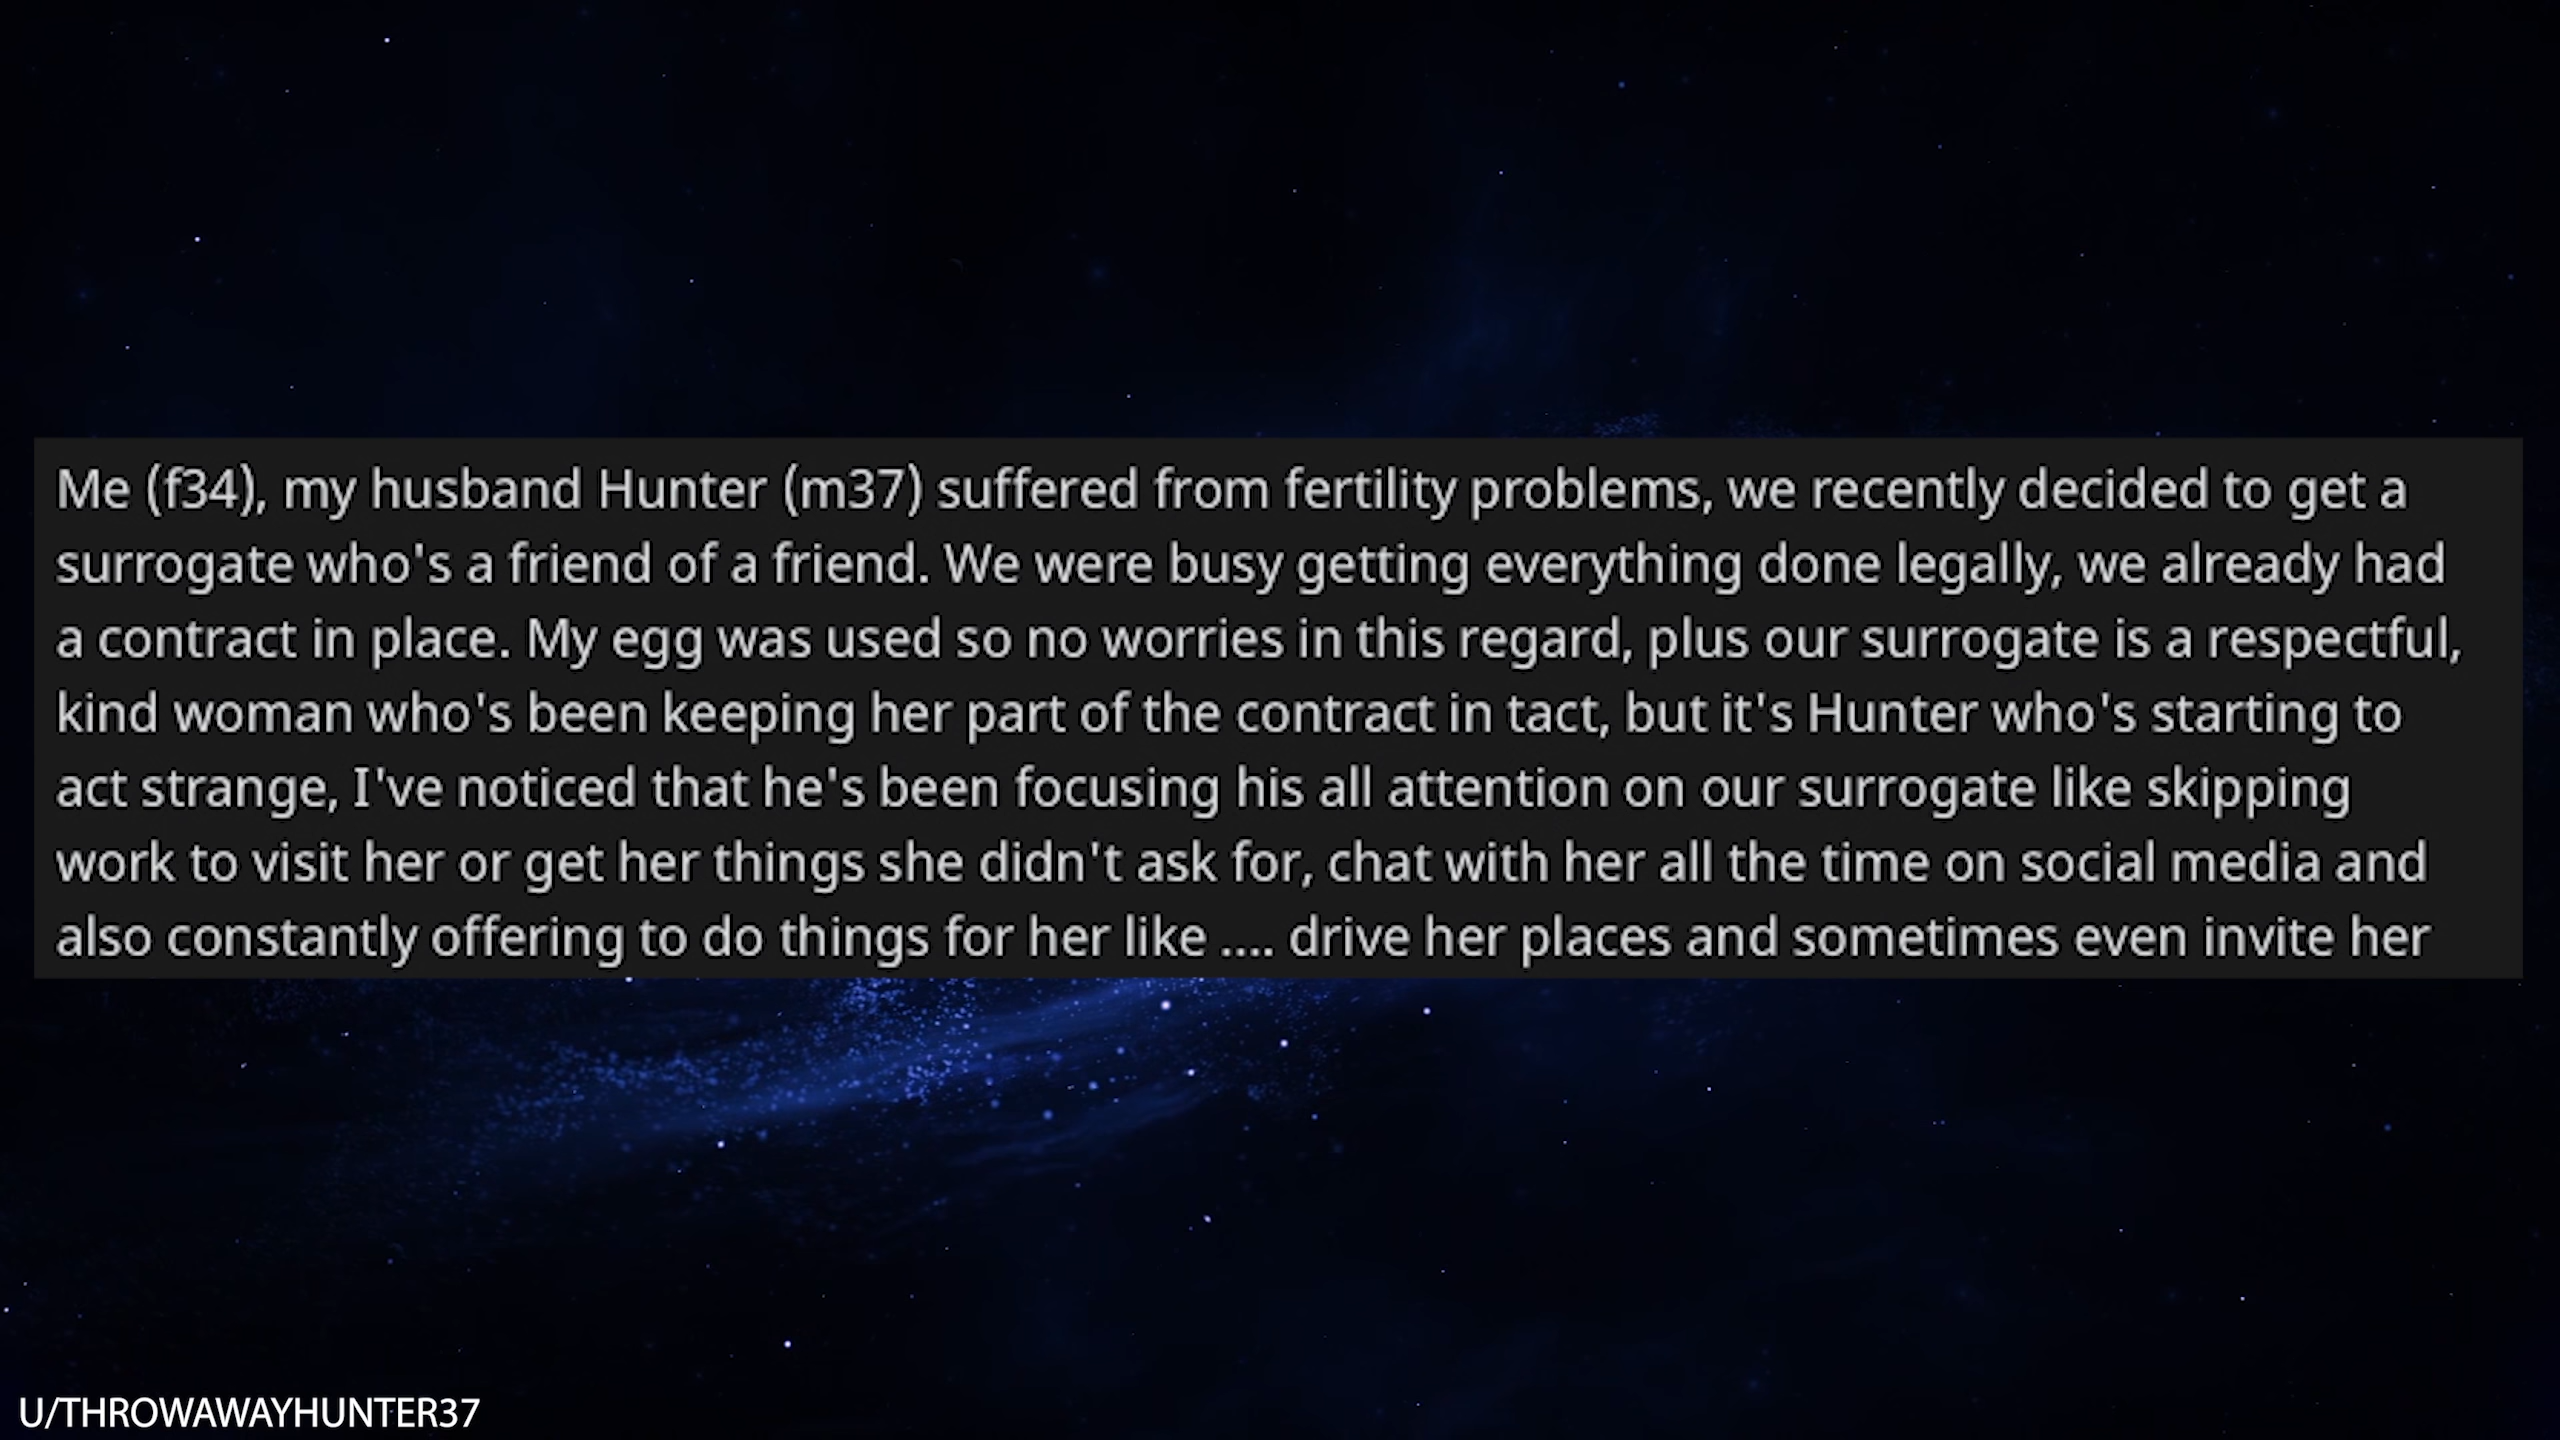 Me (f34), my husband Hunter (m37) suffered from fertility problems, we recently decided to get a
surrogate who's a friend of a friend. We were busy getting everything done legally, we already had
a contract in place. My egg was used so no worries in this regard, plus our surrogate is a respectful,
kind woman who's been keeping her part of the contract in tact, but it's Hunter who's starting to
act strange, I've noticed that he's been focusing his all attention on our surrogate like skipping
work to visit her or get her things she didn't ask for, chat with her all the time on social media and
also constantly offering to do things for her like .... drive her places and sometimes even invite her
U/THROWAWAYHUNTER37